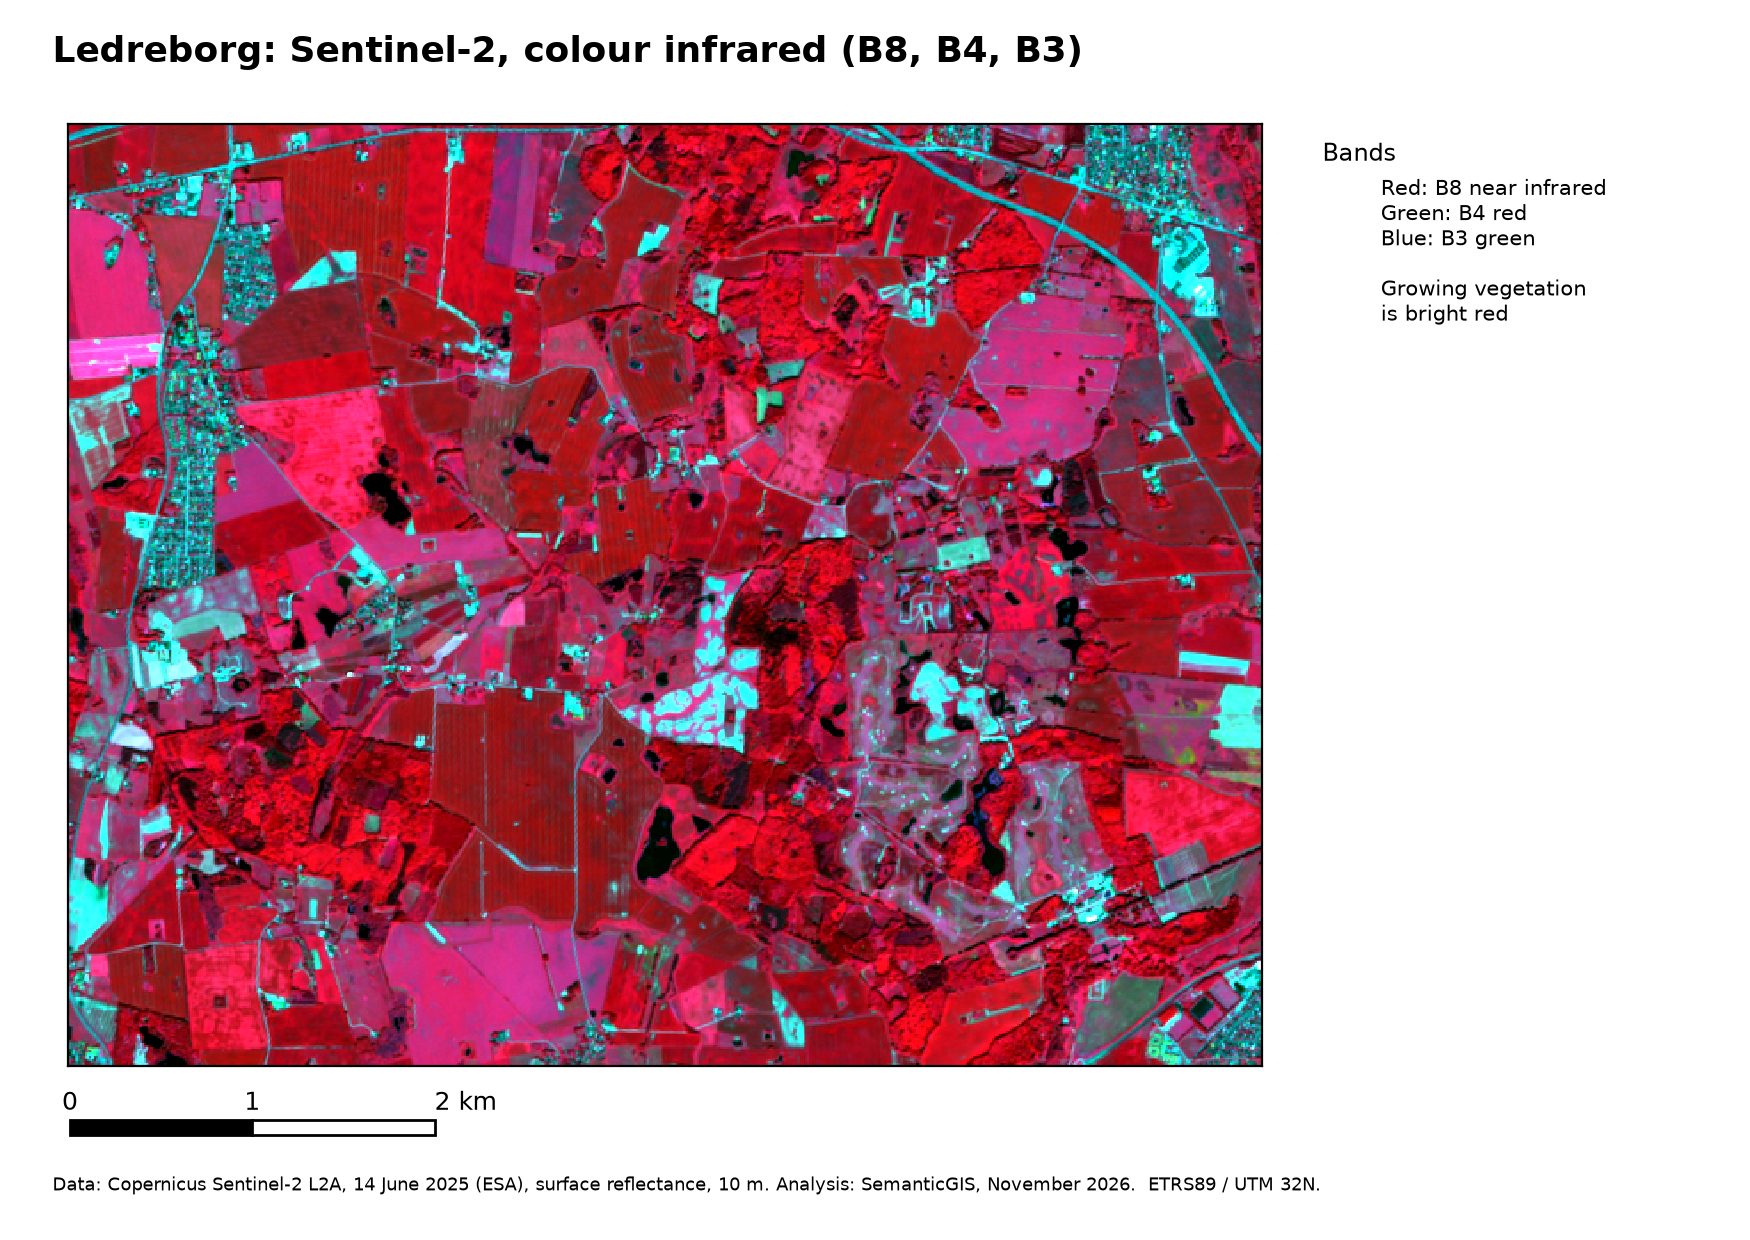 Ledreborg: Sentinel-2, colour infrared (B8, B4, B3)
Bands
Red: B8 near infrared
Green: B4 red
Blue: B3 green
Growing vegetation
is bright red
0 1 2 km
Data: Copernicus Sentinel-2 L2A, 14 June 2025 (ESA), surface reflectance, 10 m. Analysis: SemanticGIS, November 2026.  ETRS89 / UTM 32N.